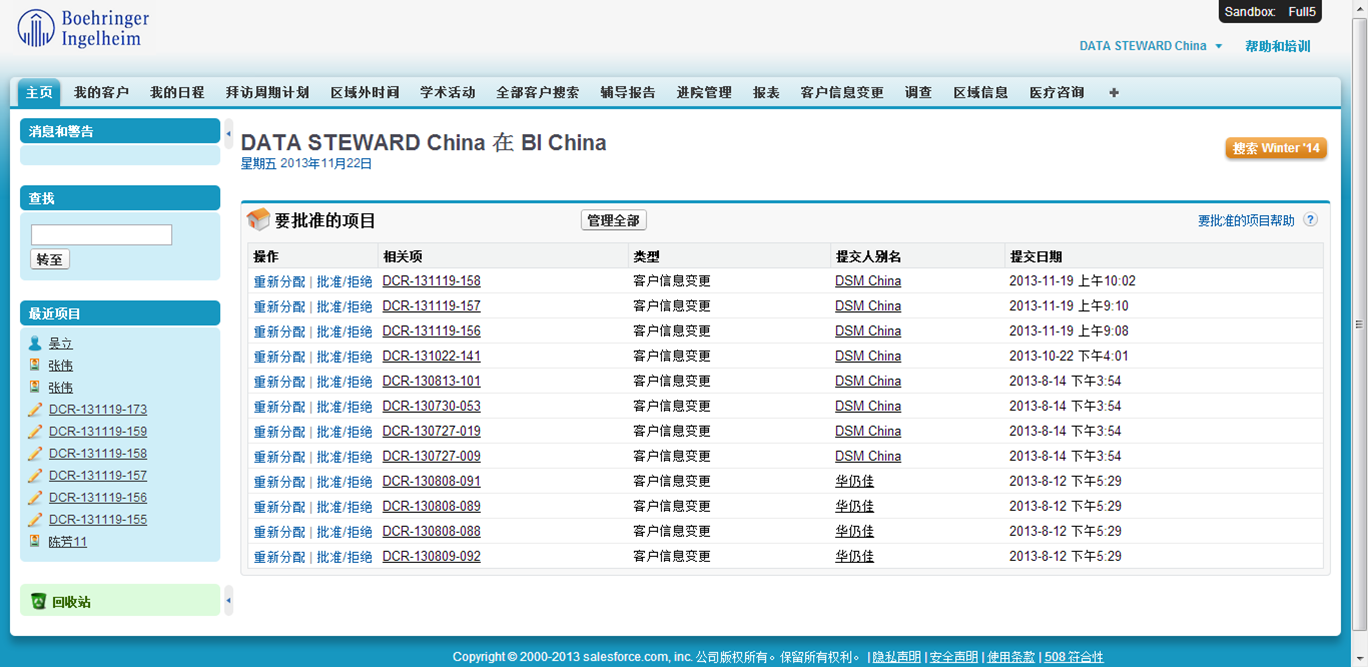 Boehringer
Ingelheim
Sandbox: Full5
DATA STEWARD China 帮助和培训
主页 我的客户 我的日程 拜访周期计划 区域外时间 学术活动 全部客户搜索 辅导报告 进院管理 报表 客户信息变更 调查 区域信息 医疗咨询 +
消息和警告
查找
转至
最近项目
吴立
张伟
张伟
DCR-131119-173
DCR-131119-159
DCR-131119-158
DCR-131119-157
DCR-131119-156
DCR-131119-155
陈芳11
回收站
DATA STEWARD China 在 BI China
星期五 2013年11月22日
搜索 Winter '14
要批准的项目 管理全部 要批准的项目帮助 ?
操作 相关项 类型 提交人别名 提交日期
重新分配 | 批准/拒绝 DCR-131119-158 客户信息变更 DSM China 2013-11-19 上午10:02
重新分配 | 批准/拒绝 DCR-131119-157 客户信息变更 DSM China 2013-11-19 上午9:10
重新分配 | 批准/拒绝 DCR-131119-156 客户信息变更 DSM China 2013-11-19 上午9:08
重新分配 | 批准/拒绝 DCR-131022-141 客户信息变更 DSM China 2013-10-22 下午4:01
重新分配 | 批准/拒绝 DCR-130813-101 客户信息变更 DSM China 2013-8-14 下午3:54
重新分配 | 批准/拒绝 DCR-130730-053 客户信息变更 DSM China 2013-8-14 下午3:54
重新分配 | 批准/拒绝 DCR-130727-019 客户信息变更 DSM China 2013-8-14 下午3:54
重新分配 | 批准/拒绝 DCR-130727-009 客户信息变更 DSM China 2013-8-14 下午3:54
重新分配 | 批准/拒绝 DCR-130808-091 客户信息变更 华仍佳 2013-8-12 下午5:29
重新分配 | 批准/拒绝 DCR-130808-089 客户信息变更 华仍佳 2013-8-12 下午5:29
重新分配 | 批准/拒绝 DCR-130808-088 客户信息变更 华仍佳 2013-8-12 下午5:29
重新分配 | 批准/拒绝 DCR-130809-092 客户信息变更 华仍佳 2013-8-12 下午5:29
Copyright © 2000-2013 salesforce.com, inc. 公司版权所有。保留所有权利。 | 隐私声明 | 安全声明 | 使用条款 | 508 符合性